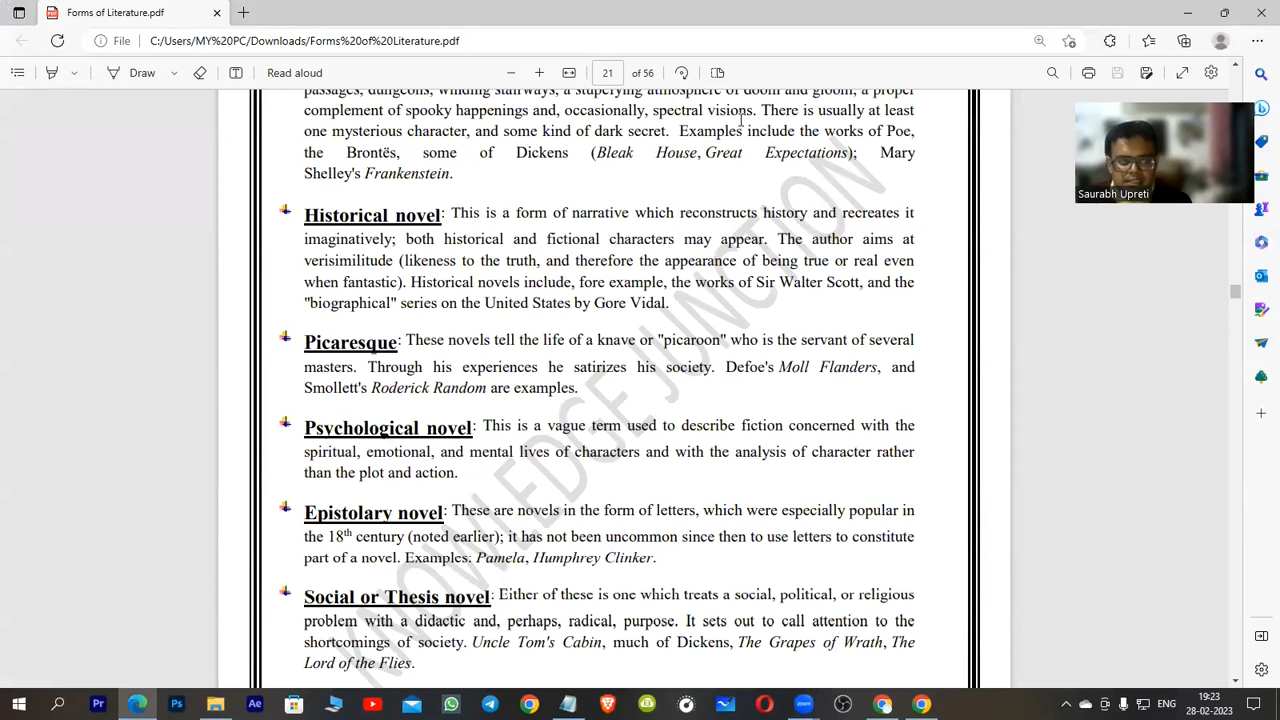 Forms of Literature.pdf
File
C:/Users/MY%20PC/Downloads/Forms%20of%20Literature.pdf
Draw
Read aloud
21
of 56
passages, dungeons, winding stairways, a stupefying atmosphere of doom and gloom, a proper
complement of spooky happenings and, occasionally, spectral visions. There is usually at least
one mysterious character, and some kind of dark secret. Examples include the works of Poe,
the Brontës, some of Dickens (Bleak House, Great Expectations); Mary
Shelley's Frankenstein.
Saurabh Upreti
Historical novel: This is a form of narrative which reconstructs history and recreates it
imaginatively; both historical and fictional characters may appear. The author aims at
verisimilitude (likeness to the truth, and therefore the appearance of being true or real even
when fantastic). Historical novels include, fore example, the works of Sir Walter Scott, and the
"biographical" series on the United States by Gore Vidal.
Picaresque: These novels tell the life of a knave or "picaroon" who is the servant of several
masters. Through his experiences he satirizes his society. Defoe's Moll Flanders, and
Smollett's Roderick Random are examples.
Psychological novel: This is a vague term used to describe fiction concerned with the
spiritual, emotional, and mental lives of characters and with the analysis of character rather
than the plot and action.
Epistolary novel: These are novels in the form of letters, which were especially popular in
the 18th century (noted earlier); it has not been uncommon since then to use letters to constitute
part of a novel. Examples: Pamela, Humphrey Clinker.
Social or Thesis novel: Either of these is one which treats a social, political, or religious
problem with a didactic and, perhaps, radical, purpose. It sets out to call attention to the
shortcomings of society. Uncle Tom's Cabin, much of Dickens, The Grapes of Wrath, The
Lord of the Flies.
KNOWLEDGE JUNCTION
Pr
Ps
Ae
zoom
ENG
19:23
28-02-2023